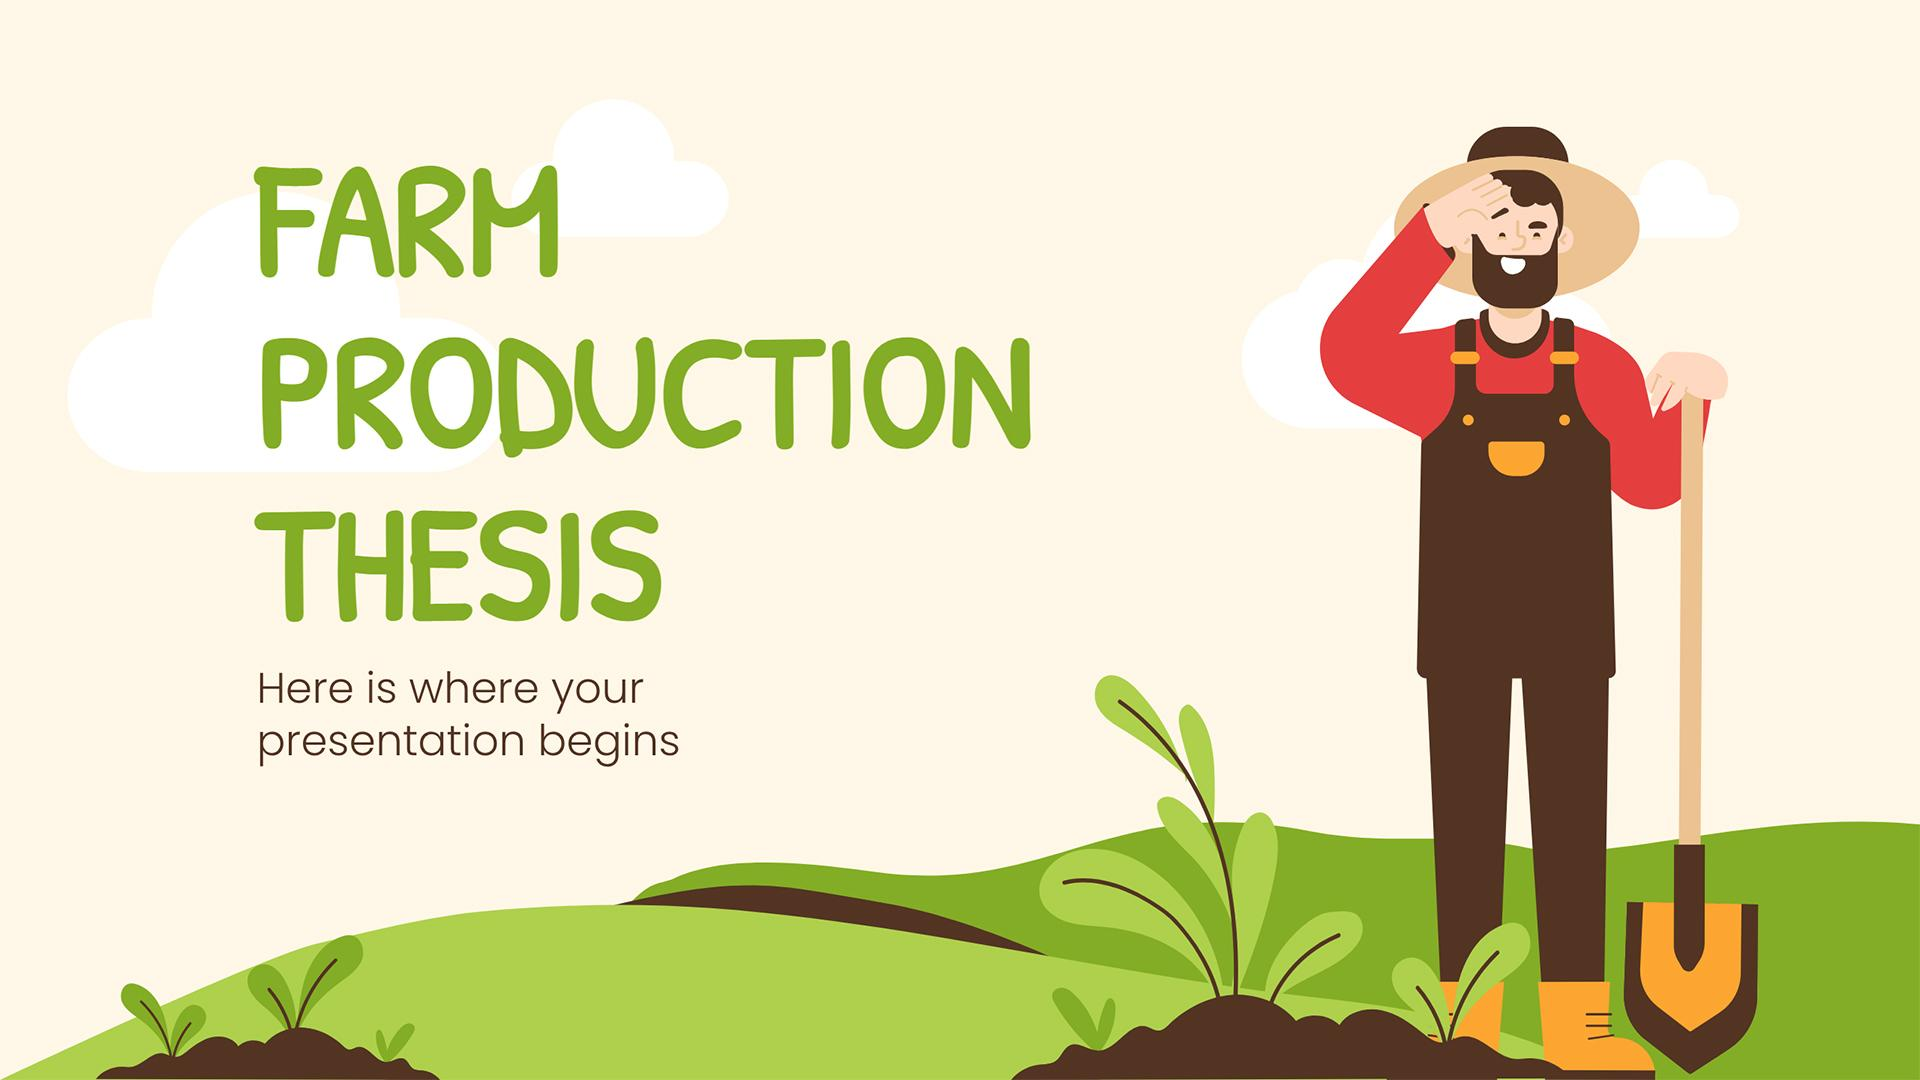 FARM
PRODUCTION
THESIS
Here is where your
presentation begins